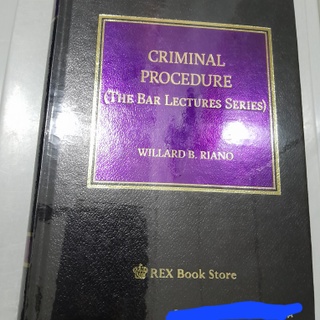 CRIMINAL
PROCEDURE
(THE BAR LECTURES SERIES)
WILLARD B. RIANO
REX Book Store